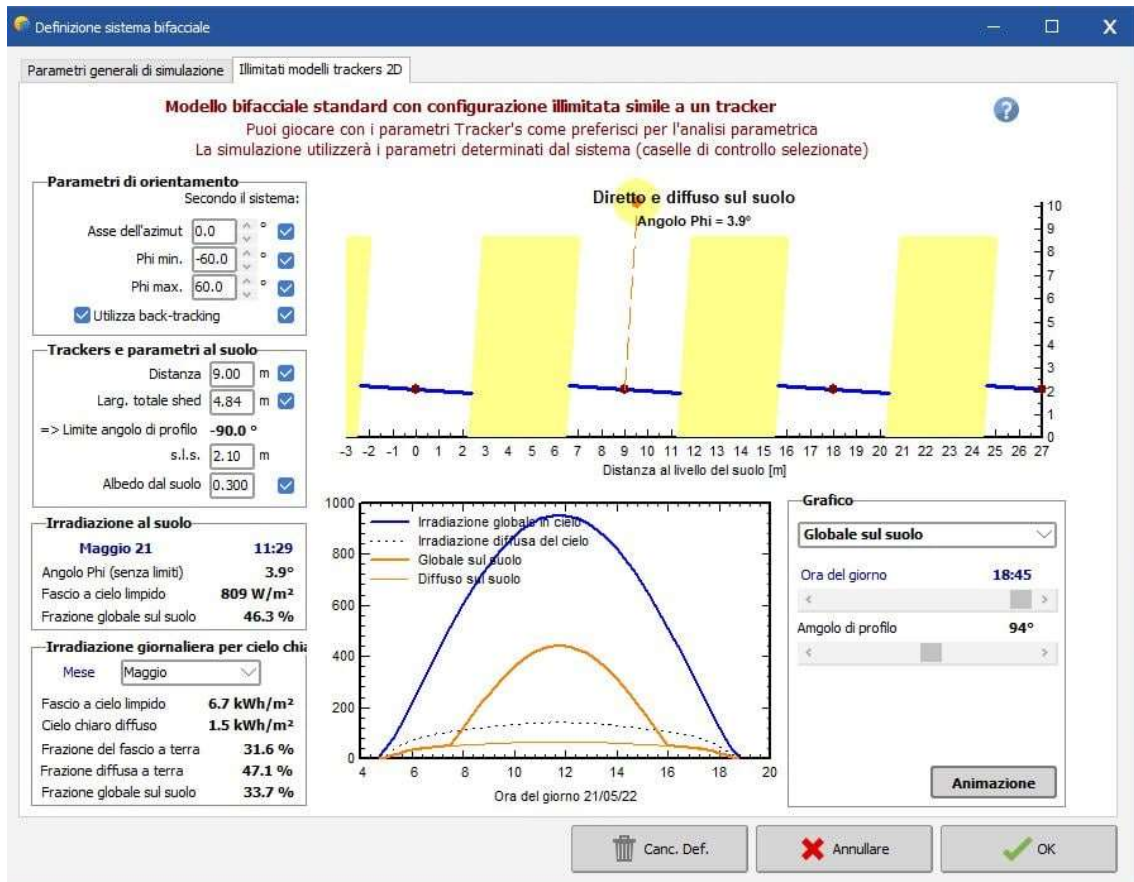 Definizione sistema bifacciale
Parametri generali di simulazione
Illimitati modelli trackers 2D
Modello bifacciale standard con configurazione illimitata simile a un tracker
Puoi giocare con i parametri Tracker's come preferisci per l'analisi parametrica
La simulazione utilizzerà i parametri determinati dal sistema (caselle di controllo selezionate)
?
Parametri di orientamento
Secondo il sistema:
Asse dell'azimut 0.0 °
Phi min. -60.0 °
Phi max. 60.0 °
Utilizza back-tracking
Trackers e parametri al suolo
Distanza 9.00 m
Larg. totale shed 4.84 m
=> Limite angolo di profilo -90.0 °
s.l.s. 2.10 m
Albedo dal suolo 0.300
Irradiazione al suolo
Maggio 21 11:29
Angolo Phi (senza limiti) 3.9°
Fascio a cielo limpido 809 W/m²
Frazione globale sul suolo 46.3 %
Irradiazione giornaliera per cielo chia
Mese Maggio
Fascio a cielo limpido 6.7 kWh/m²
Cielo chiaro diffuso 1.5 kWh/m²
Frazione del fascio a terra 31.6 %
Frazione diffusa a terra 47.1 %
Frazione globale sul suolo 33.7 %
Diretto e diffuso sul suolo
Angolo Phi = 3.9°
10
9
8
7
6
5
4
3
2
1
0
-3 -2 -1 0 1 2 3 4 5 6 7 8 9 10 11 12 13 14 15 16 17 18 19 20 21 22 23 24 25 26 27
Distanza al livello del suolo [m]
1000
800
600
400
200
0
Irradiazione globale in cielo
Irradiazione diffusa del cielo
Globale sul suolo
Diffuso sul suolo
4 6 8 10 12 14 16 18 20
Ora del giorno 21/05/22
Grafico
Globale sul suolo
Ora del giorno 18:45
Amgolo di profilo 94°
Animazione
Canc. Def.
Annullare
OK